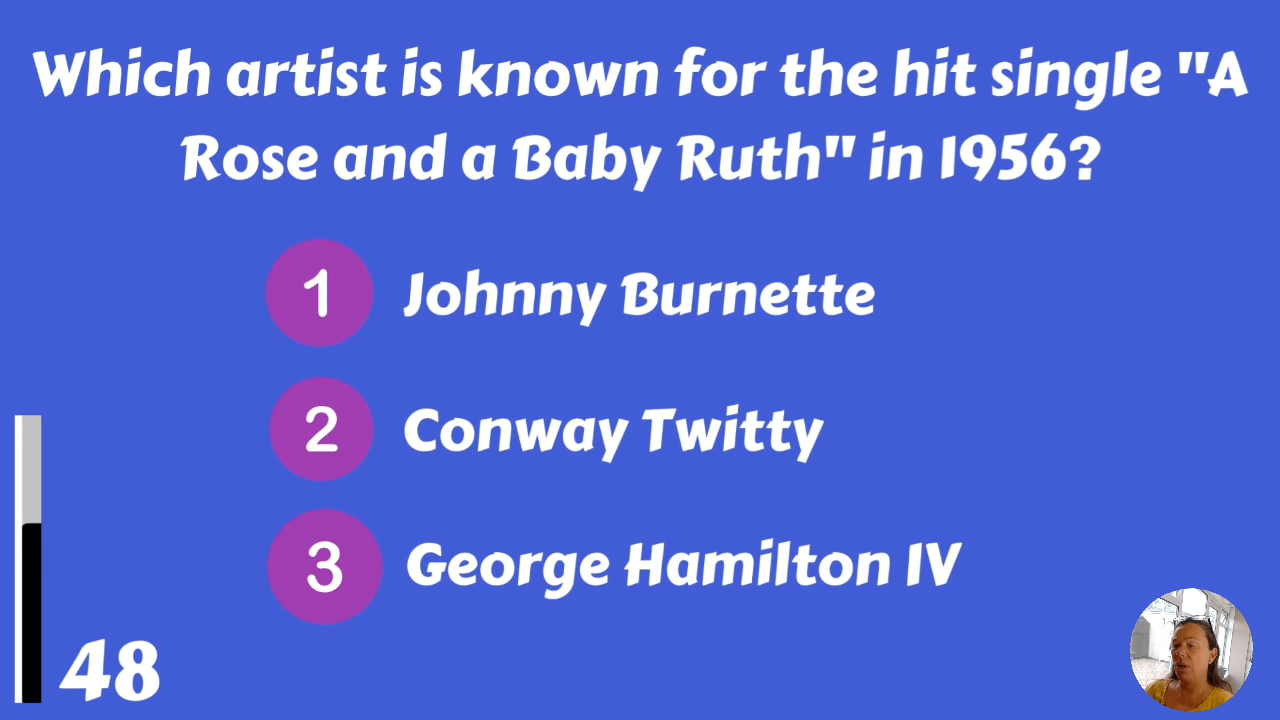 Which artist is known for the hit single "A
Rose and a Baby Ruth" in 1956?
1 Johnny Burnette
2 Conway Twitty
3 George Hamilton IV
48